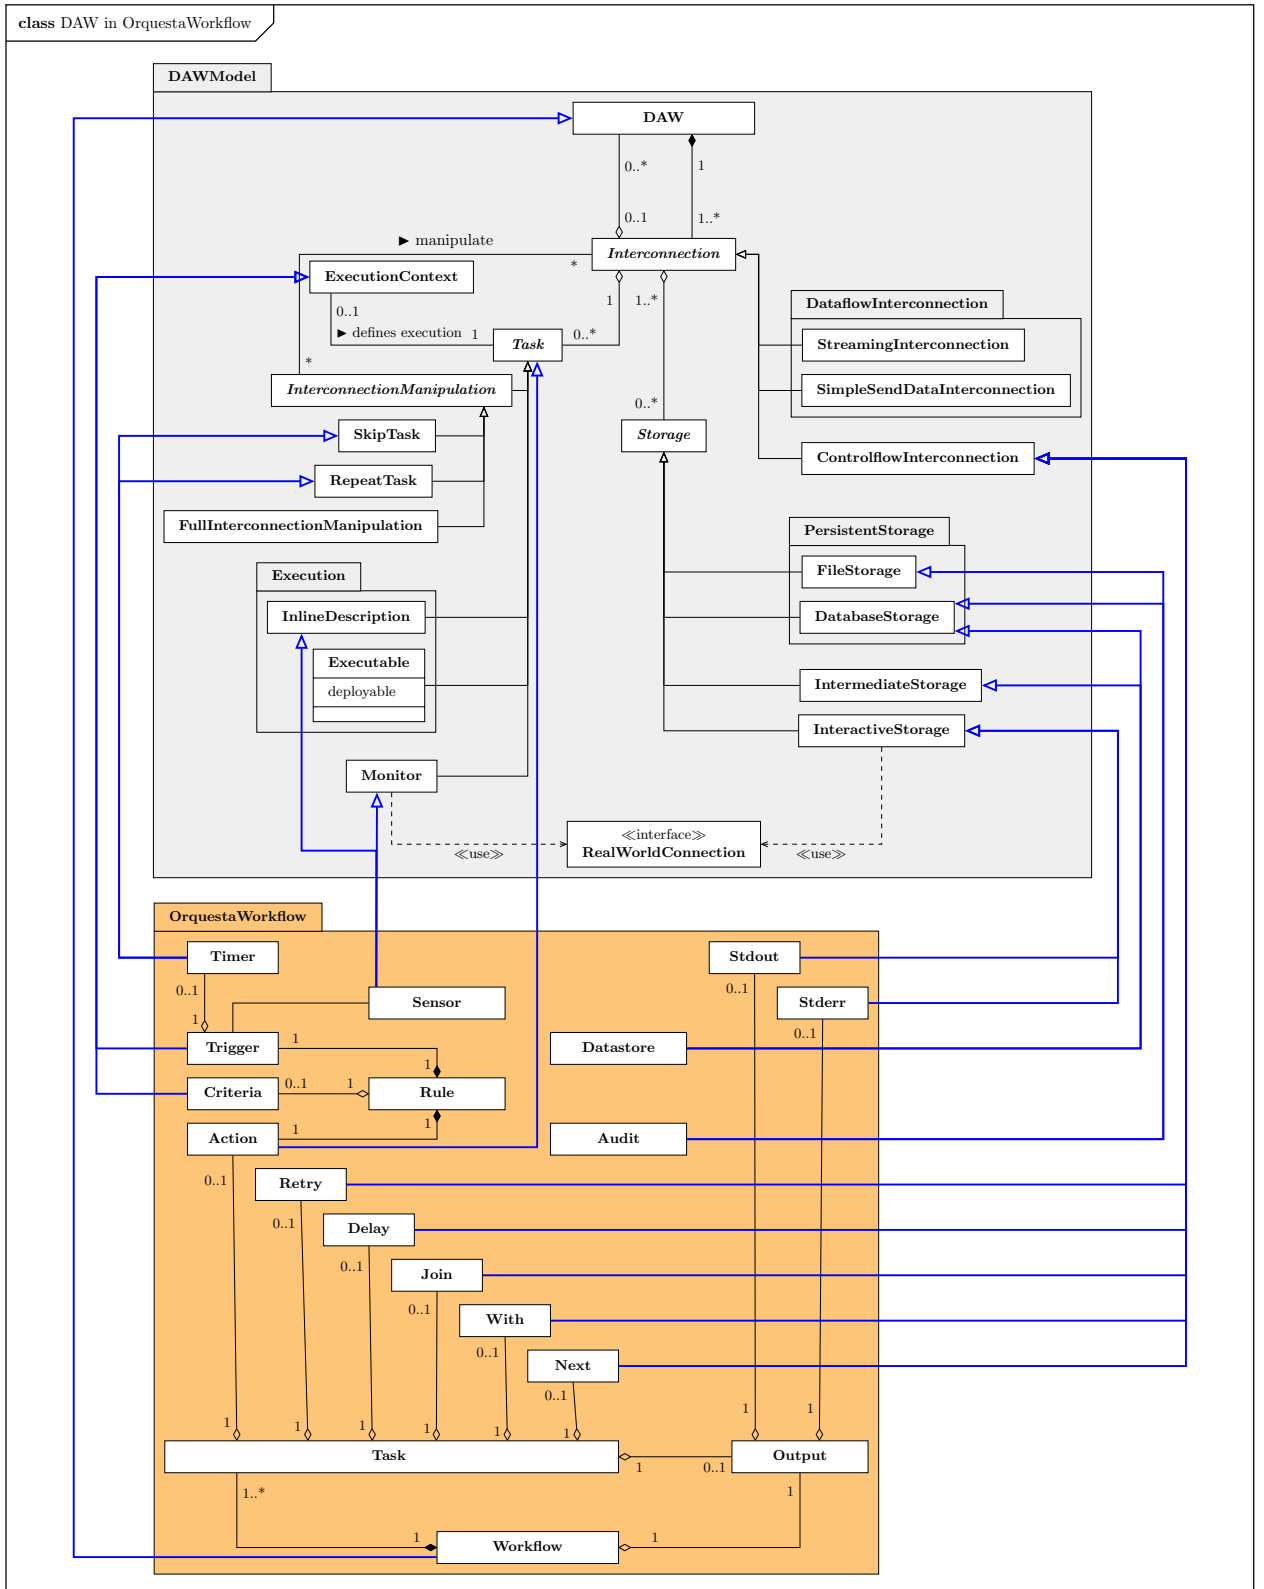 class DAW in OrquestaWorkflow
DAWModel
DAW
0..*
1
0..1
1..*
▶ manipulate
Interconnection
*
ExecutionContext
DataflowInterconnection
0..1
1
1..*
▶ defines execution
1
Task
0..*
StreamingInterconnection
*
InterconnectionManipulation
SimpleSendDataInterconnection
0..*
SkipTask
Storage
ControlflowInterconnection
RepeatTask
FullInterconnectionManipulation
PersistentStorage
Execution
FileStorage
InlineDescription
DatabaseStorage
Executable
deployable
IntermediateStorage
InteractiveStorage
Monitor
≪interface≫
RealWorldConnection
≪use≫
≪use≫
OrquestaWorkflow
Timer
Stdout
0..1
0..1
Sensor
Stderr
1
0..1
Trigger
1
Datastore
1
Criteria
0..1
1
Rule
1
1
Action
Audit
0..1
Retry
0..1
Delay
0..1
Join
0..1
With
0..1
Next
0..1
1
1
1
1
1
1
1
1
Task
1
0..1
Output
1..*
1
1
Workflow
1